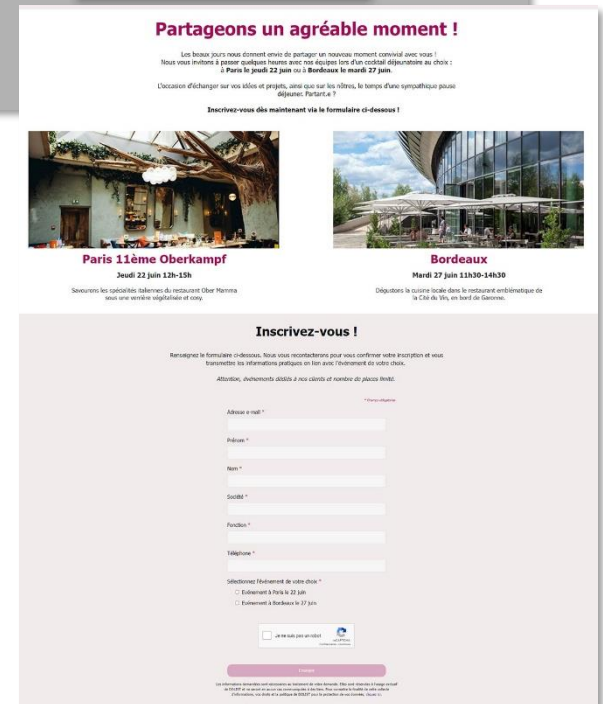 Partageons un agréable moment !
Les beaux jours nous donnent envie de partager un nouveau moment convivial avec vous !
Nous vous invitons à passer quelques heures avec nos équipes lors d'un cocktail déjeunatoire au choix :
à Paris le jeudi 22 juin ou à Bordeaux le mardi 27 juin.
L'occasion d'échanger sur vos idées et projets, ainsi que sur les nôtres, le temps d'une sympathique pause
déjeuner. Partant.e ?
Inscrivez-vous dès maintenant via le formulaire ci-dessous !
Paris 11ème Oberkampf
Jeudi 22 juin 12h-15h
Savourons les spécialités italiennes du restaurant Ober Mamma
sous une verrière végétalisée et cosy.
Bordeaux
Mardi 27 juin 11h30-14h30
Dégustons la cuisine locale dans le restaurant emblématique de
la Cité du Vin, en bord de Garonne.
Inscrivez-vous !
Renseignez le formulaire ci-dessous. Nous vous recontacterons pour vous confirmer votre inscription et vous
transmettre les informations pratiques en lien avec l'événement de votre choix.
Attention, événements dédiés à nos clients et nombre de places limité.
* Champs obligatoires
Adresse e-mail *
Prénom *
Nom *
Société *
Fonction *
Téléphone *
Sélectionnez l'événement de votre choix *
Evénement à Paris le 22 juin
Evénement à Bordeaux le 27 juin
Je ne suis pas un robot
reCAPTCHA